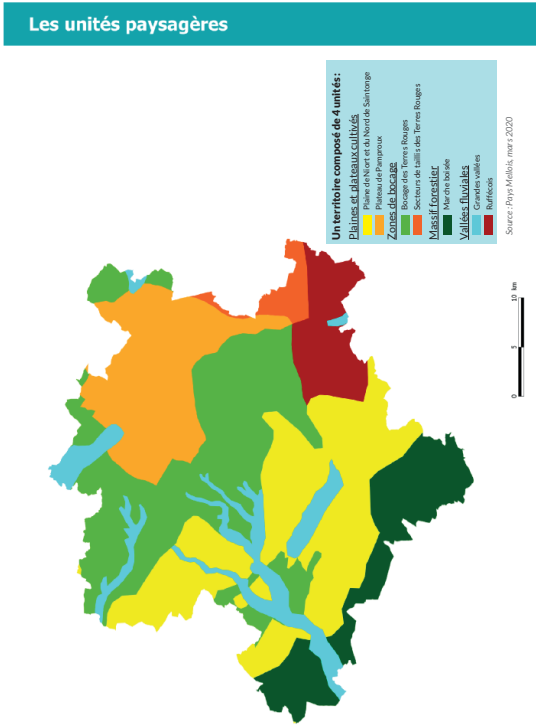 Les unités paysagères
Un territoire composé de 4 unités :
Plaines et plateaux cultivés
Plaine de Niort et du Nord de Saintonge
Plateau de Pamproux
Zones de bocage
Bocage des Terres Rouges
Secteurs de taillis des Terres Rouges
Massif forestier
Marche boisée
Vallées fluviales
Grandes vallées
Ruffécois
Source : Pays Mellois, mars 2020
0 5 10 km